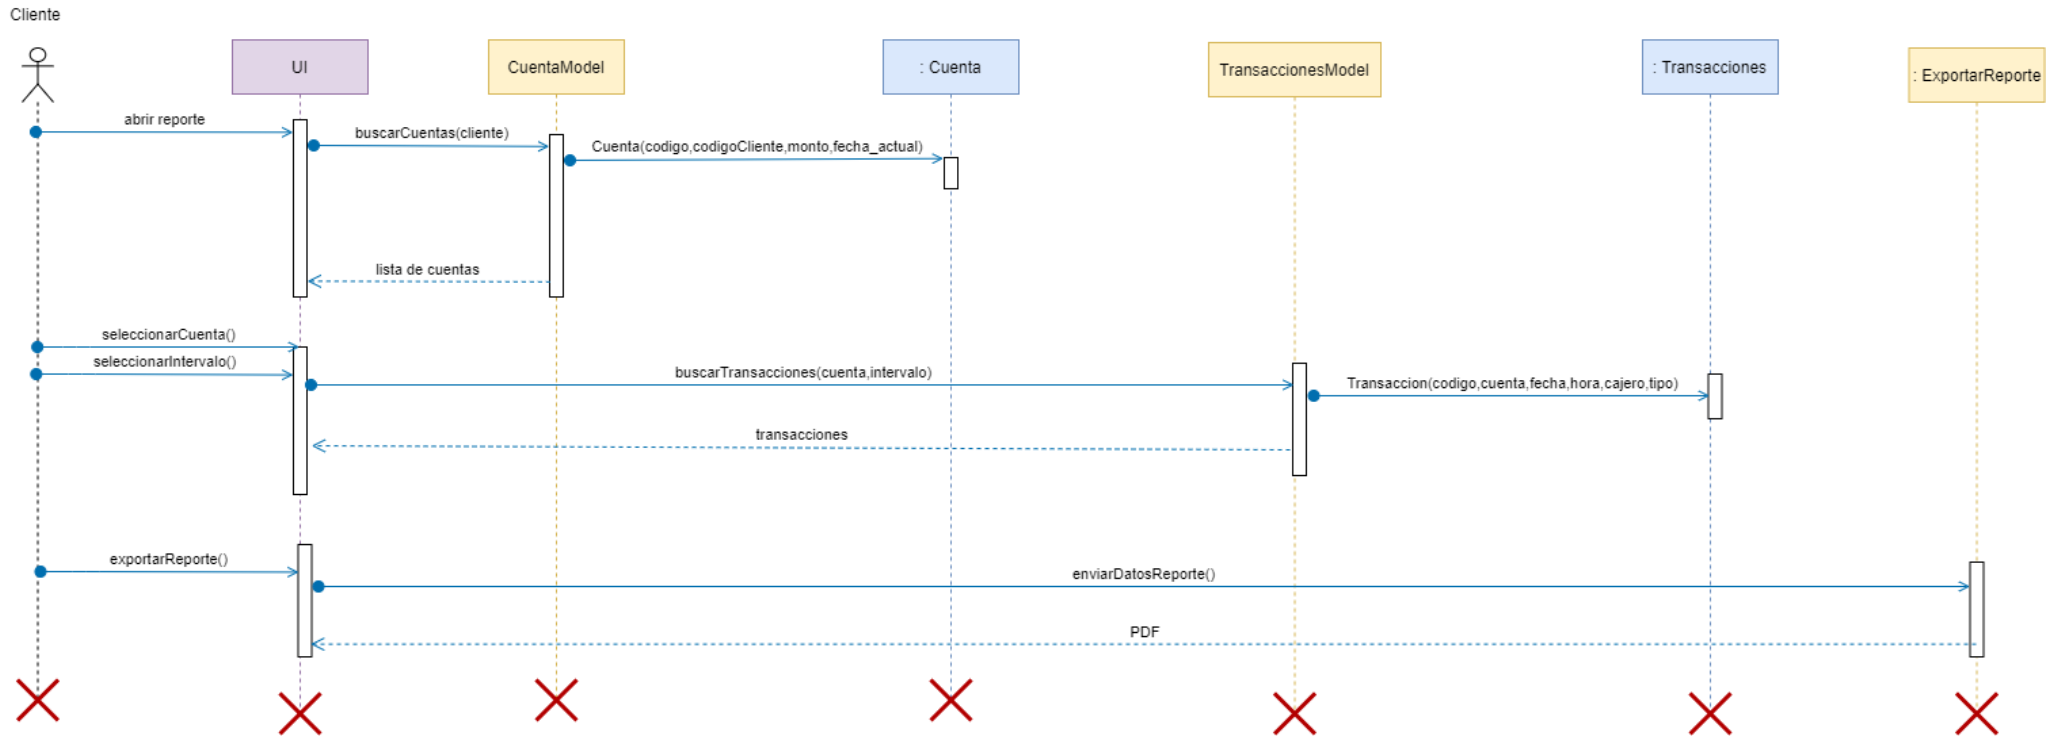 Cliente
UI
CuentaModel
: Cuenta
TransaccionesModel
: Transacciones
: ExportarReporte
abrir reporte
buscarCuentas(cliente)
Cuenta(codigo,codigoCliente,monto,fecha_actual)
lista de cuentas
seleccionarCuenta()
seleccionarIntervalo()
buscarTransacciones(cuenta,intervalo)
Transaccion(codigo,cuenta,fecha,hora,cajero,tipo)
transacciones
exportarReporte()
enviarDatosReporte()
PDF